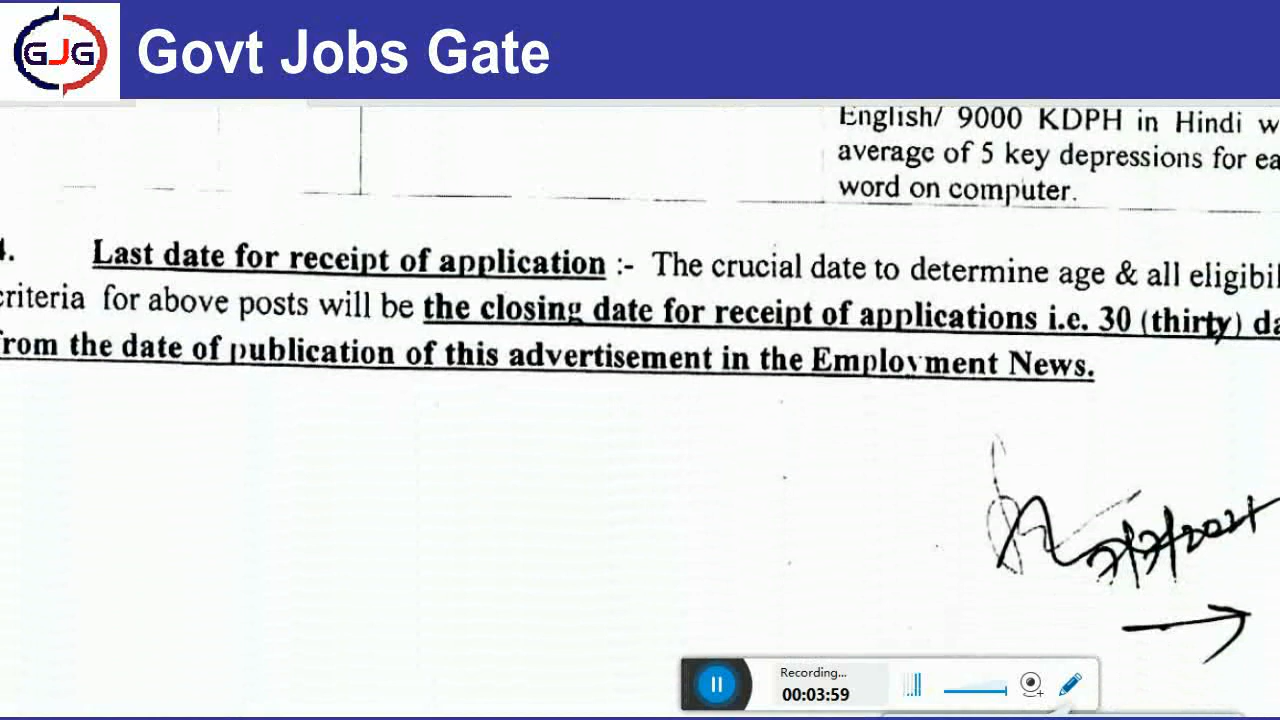 GJG
Govt Jobs Gate
English/ 9000 KDPH in Hindi w
average of 5 key depressions for ea
word on computer.
4. Last date for receipt of application :- The crucial date to determine age & all eligibil
criteria for above posts will be the closing date for receipt of applications i.e. 30 (thirty) da
from the date of publication of this advertisement in the Employment News.
Recording...
00:03:59